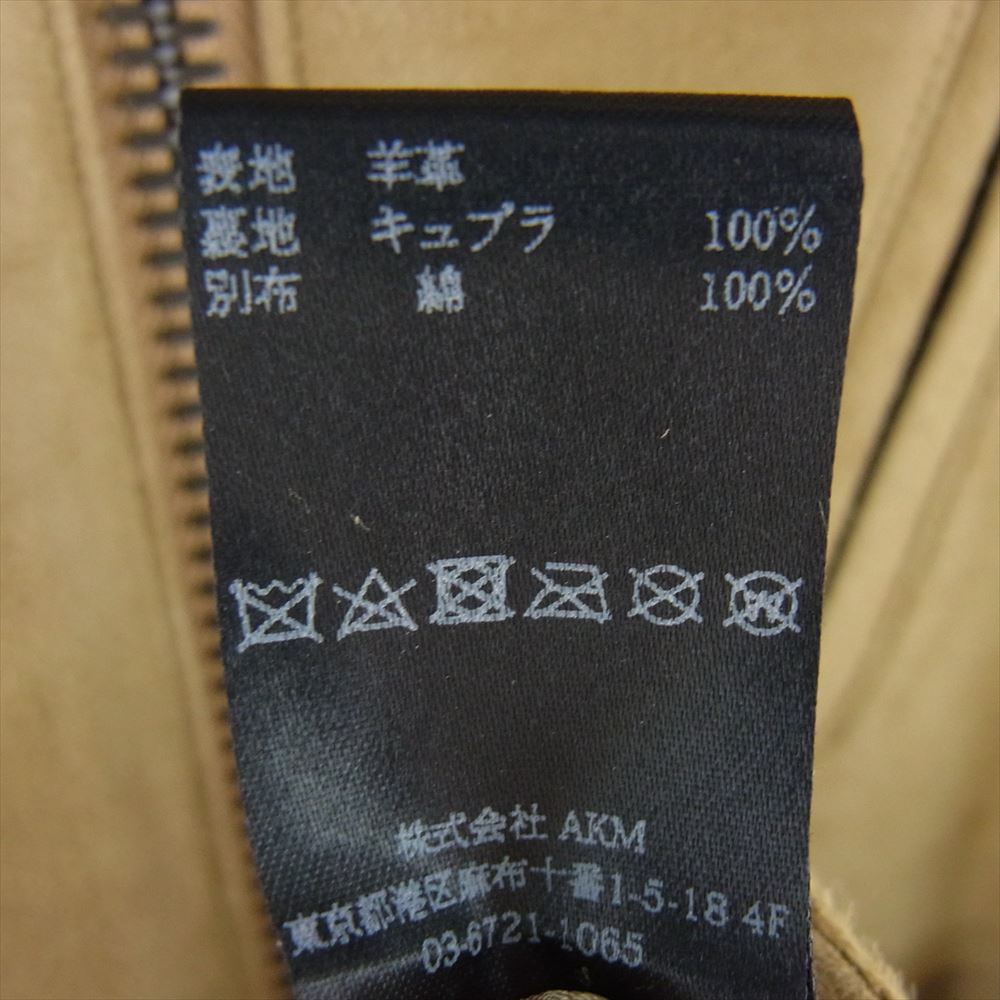 表地 羊革
裏地 キュプラ 100%
別布 綿 100%
株式会社 AKM
東京都港区麻布十番1-5-18 4F
03-6721-1065